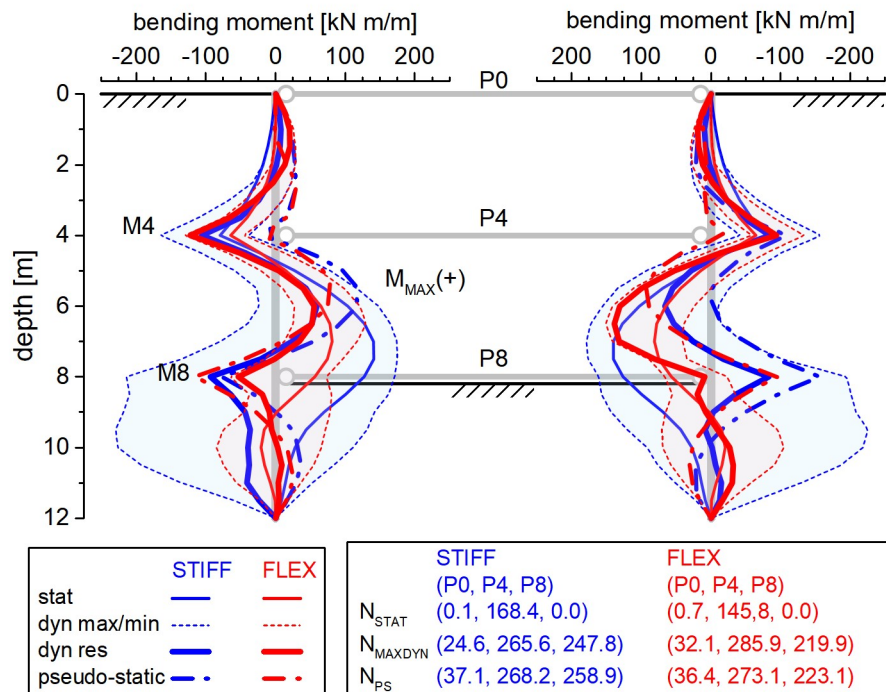 bending moment [kN m/m] bending moment [kN m/m]
-200 -100 0 100 200 200 100 0 -100 -200
0 P0
2
M4 4 P4
depth [m] 6 M MAX (+)
M8 8 P8
10
12
STIFF FLEX
stat
dyn max/min
dyn res
pseudo-static
STIFF FLEX
(P0, P4, P8) (P0, P4, P8)
N STAT (0.1, 168.4, 0.0) (0.7, 145,8, 0.0)
N MAXDYN (24.6, 265.6, 247.8) (32.1, 285.9, 219.9)
N PS (37.1, 268.2, 258.9) (36.4, 273.1, 223.1)